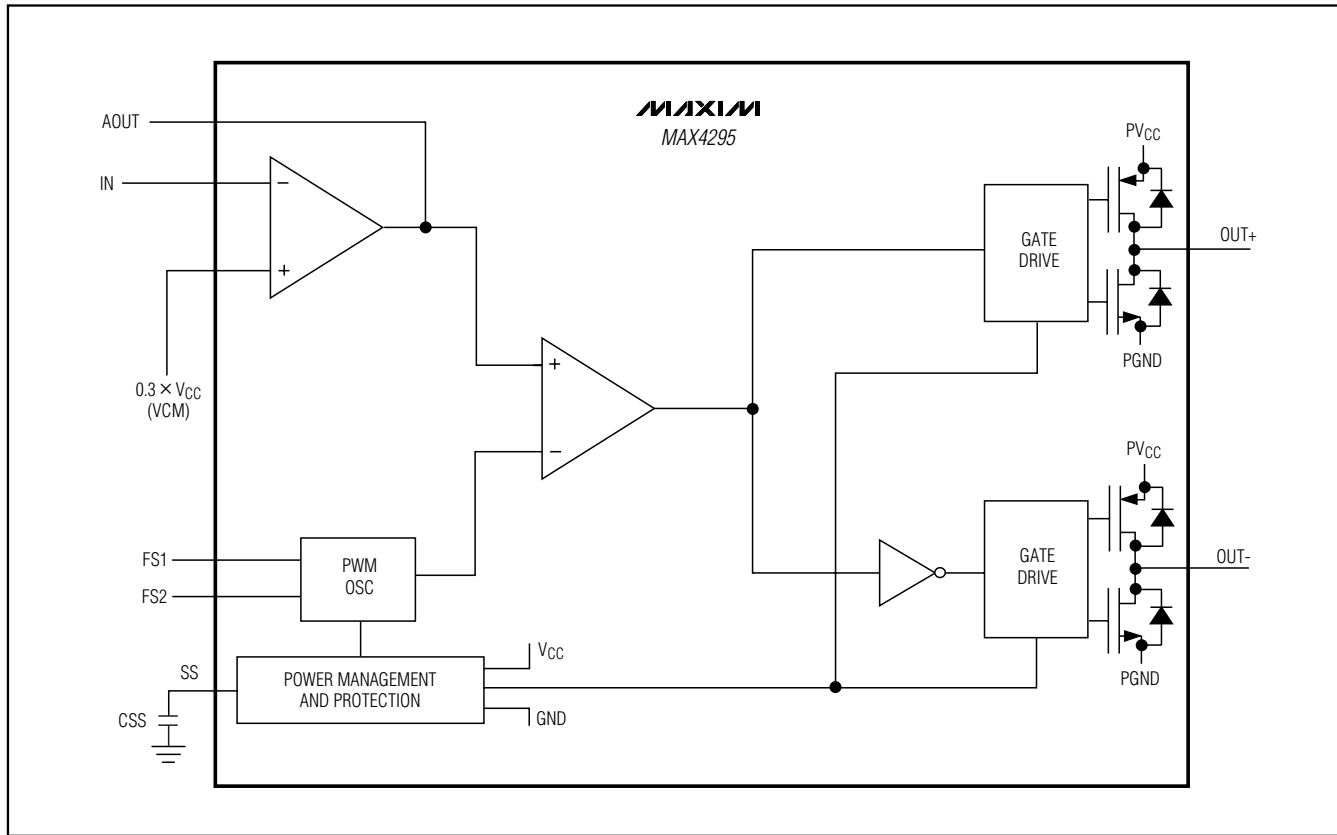 MAXIM
MAX4295
AOUT
IN
0.3 × VCC
(VCM)
FS1
FS2
PWM
OSC
SS
CSS
POWER MANAGEMENT
AND PROTECTION
VCC
GND
GATE
DRIVE
PVCC
OUT+
PGND
GATE
DRIVE
PVCC
OUT-
PGND